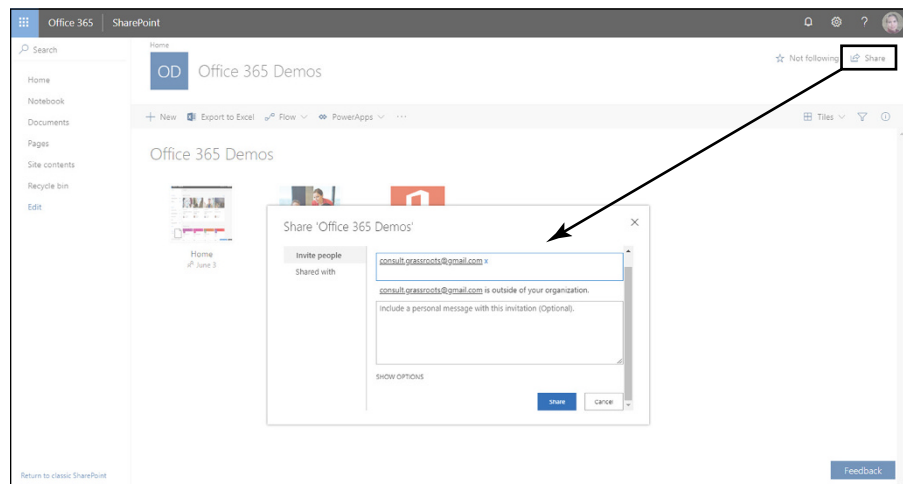 Office 365 SharePoint ?
Search
Home
Notebook
Documents
Pages
Site contents
Recycle bin
Edit
Return to classic SharePoint
Home
OD Office 365 Demos
Not following Share
New Export to Excel Flow PowerApps ... Tiles
Office 365 Demos
Home
June 3
Share 'Office 365 Demos'
Invite people
Shared with
consult.grassroots@gmail.com x
consult.grassroots@gmail.com is outside of your organization.
Include a personal message with this invitation (Optional).
SHOW OPTIONS
Share Cancel
Feedback